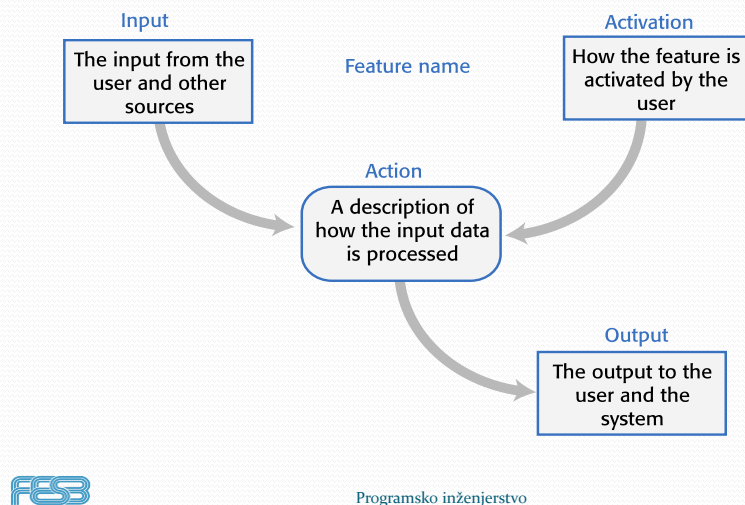 Input
The input from the
user and other
sources
Feature name
Activation
How the feature is
activated by the
user
Action
A description of
how the input data
is processed
Output
The output to the
user and the
system
FESB
Programsko inženjerstvo